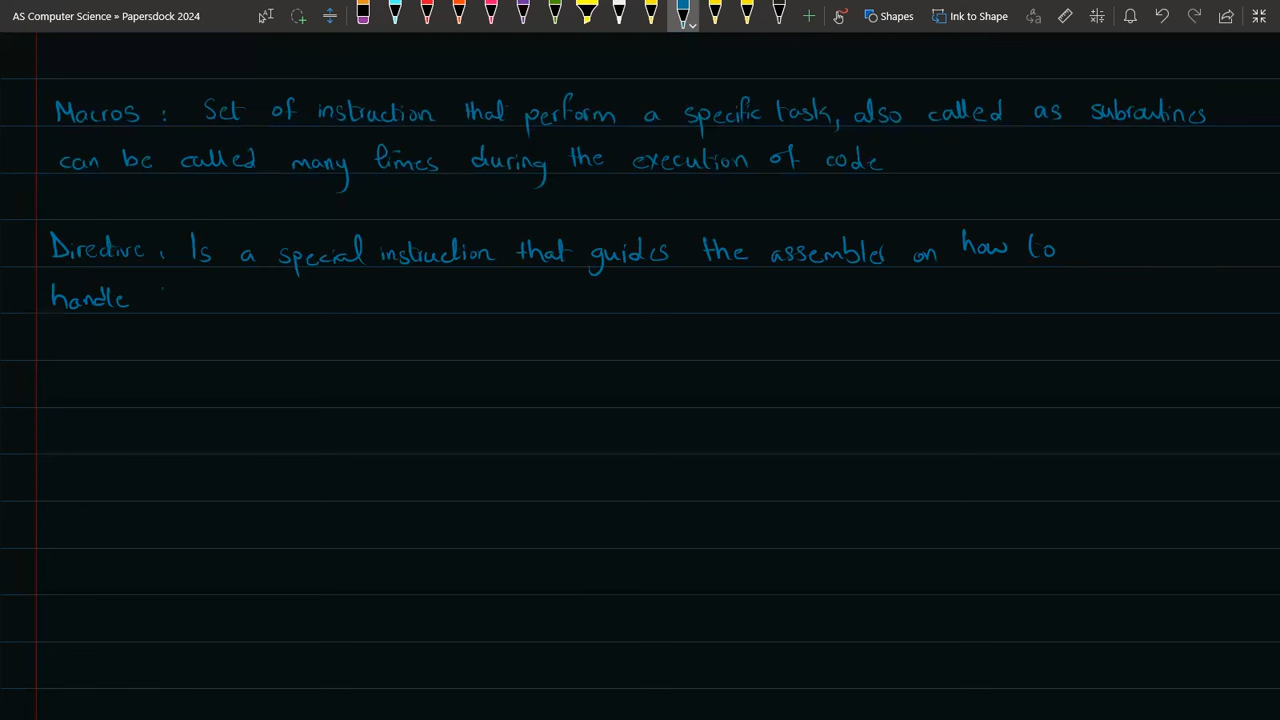 AS Computer Science » Papersdock 2024
Shapes
Ink to Shape
Macros : Set of instruction that perform a specific task, also called as subroutines
can be called many times during the execution of code
Directive : Is a special instruction that guides the assembler on how to
handle